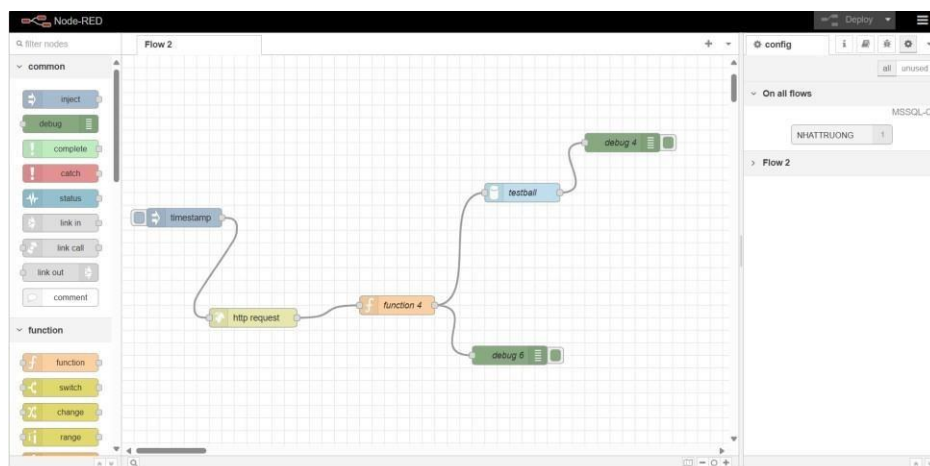 Node-RED
Deploy
filter nodes
Flow 2
config
all
unused
common
On all flows
inject
MSSQL-C
debug
NHATTRUONG
1
complete
debug 4
catch
Flow 2
status
testball
link in
timestamp
link call
link out
comment
function 4
http request
function
debug 6
function
switch
change
range